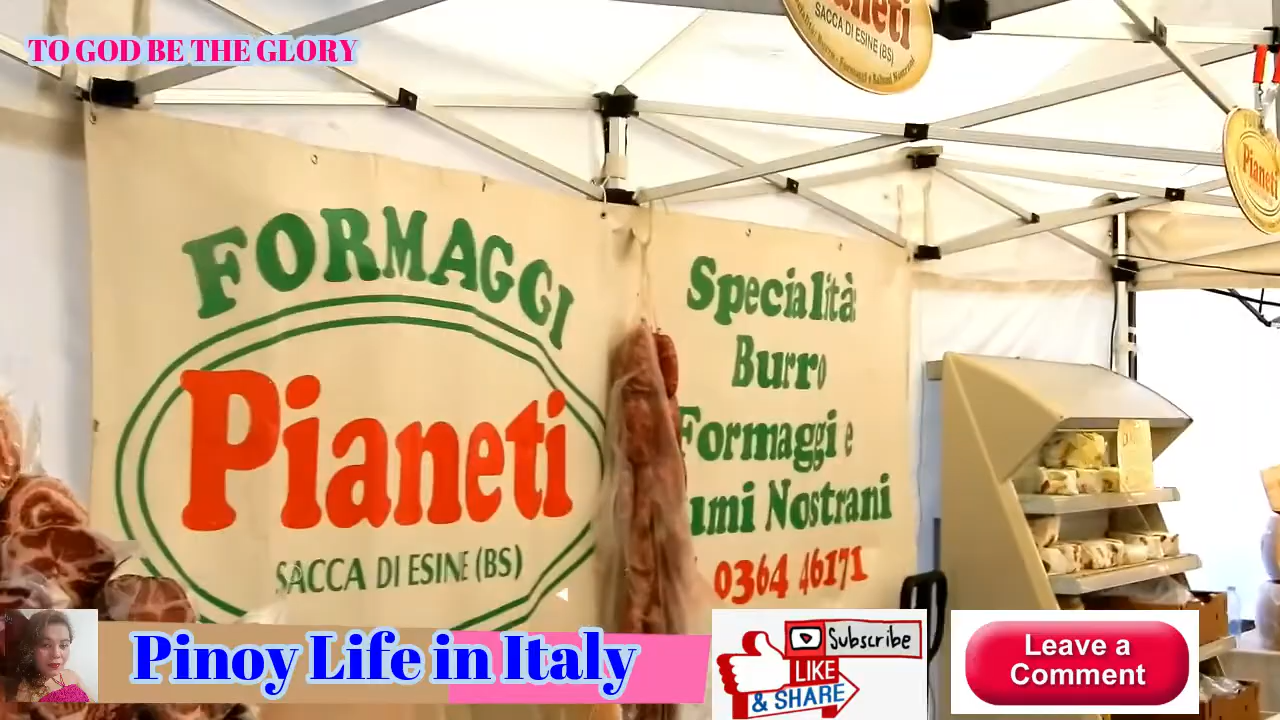 TO GOD BE THE GLORY
Pianeti
SACCA DI ESINE (BS)
Pianeti
FORMAGGI
Pianeti
SACCA DI ESINE (BS)
Specialità
Burro
Formaggi e
umi Nostrani
0364 46171
Pinoy Life in Italy
Subscribe
LIKE
& SHARE
Leave a
Comment